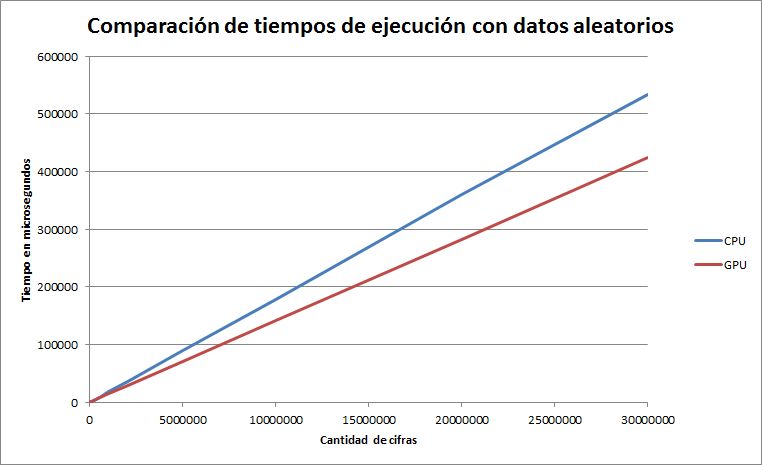 Comparación de tiempos de ejecución con datos aleatorios
600000
500000
400000
300000
200000
100000
0
Tiempo en microsegundos
0 5000000 10000000 15000000 20000000 25000000 30000000
Cantidad de cifras
CPU
GPU